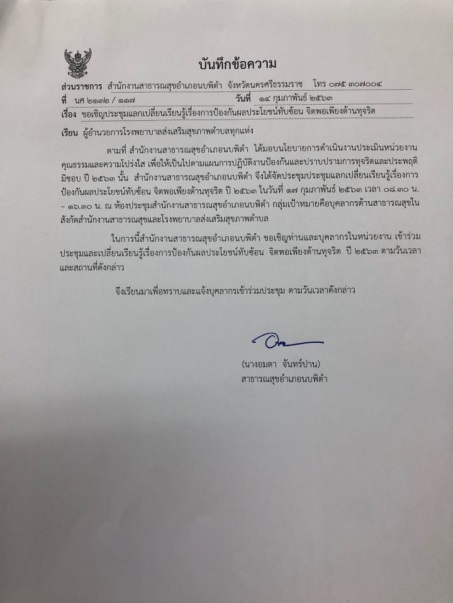 บันทึกข้อความ
ส่วนราชการ สำนักงานสาธารณสุขอำเภอนบพิตำ จังหวัดนครศรีธรรมราช โทร ๐๗๕ ๓๐๗๐๐๔
ที่ นศ ๒๑๓๒ / ๑๑๗ วันที่ ๑๔ กุมภาพันธ์ ๒๕๖๓
เรื่อง ขอเชิญประชุมแลกเปลี่ยนเรียนรู้เรื่องการป้องกันผลประโยชน์ทับซ้อน จิตพอเพียงต้านทุจริต
เรียน ผู้อำนวยการโรงพยาบาลส่งเสริมสุขภาพตำบลทุกแห่ง
ตามที่ สำนักงานสาธารณสุขอำเภอนบพิตำ ได้มอบนโยบายการดำเนินงานประเมินหน่วยงาน
คุณธรรมและความโปร่งใส เพื่อให้เป็นไปตามแผนการปฏิบัติงานป้องกันและปราบปรามการทุจริตและประพฤติ
มิชอบ ปี ๒๕๖๓ นั้น สำนักงานสาธารณสุขอำเภอนบพิตำ จึงได้จัดประชุมประชุมแลกเปลี่ยนเรียนรู้เรื่องการ
ป้องกันผลประโยชน์ทับซ้อน จิตพอเพียงต้านทุจริต ปี ๒๕๖๓ ในวันที่ ๑๗ กุมภาพันธ์ ๒๕๖๓ เวลา ๐๘.๓๐ น.
- ๑๖.๓๐ น. ณ ห้องประชุมสำนักงานสาธารณสุขอำเภอนบพิตำ กลุ่มเป้าหมายคือบุคลากรด้านสาธารณสุขใน
สังกัดสำนักงานสาธารณสุขและโรงพยาบาลส่งเสริมสุขภาพตำบล
ในการนี้สำนักงานสาธารณสุขอำเภอนบพิตำ ขอเชิญท่านและบุคลากรในหน่วยงาน เข้าร่วม
ประชุมและเปลี่ยนเรียนรู้เรื่องการป้องกันผลประโยชน์ทับซ้อน จิตพอเพียงต้านทุจริต ปี ๒๕๖๓ ตามวันเวลา
และสถานที่ดังกล่าว
จึงเรียนมาเพื่อทราบและแจ้งบุคลากรเข้าร่วมประชุม ตามวันเวลาดังกล่าว
(นางอมตา จันทร์ปาน)
สาธารณสุขอำเภอนบพิตำ